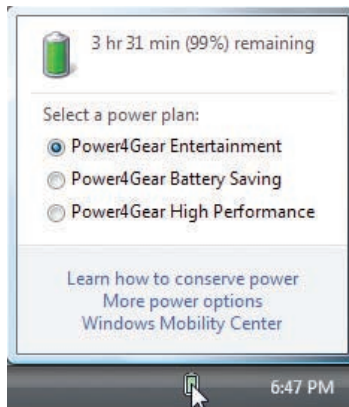 3 hr 31 min (99%) remaining
Select a power plan:
Power4Gear Entertainment
Power4Gear Battery Saving
Power4Gear High Performance
Learn how to conserve power
More power options
Windows Mobility Center
6:47 PM